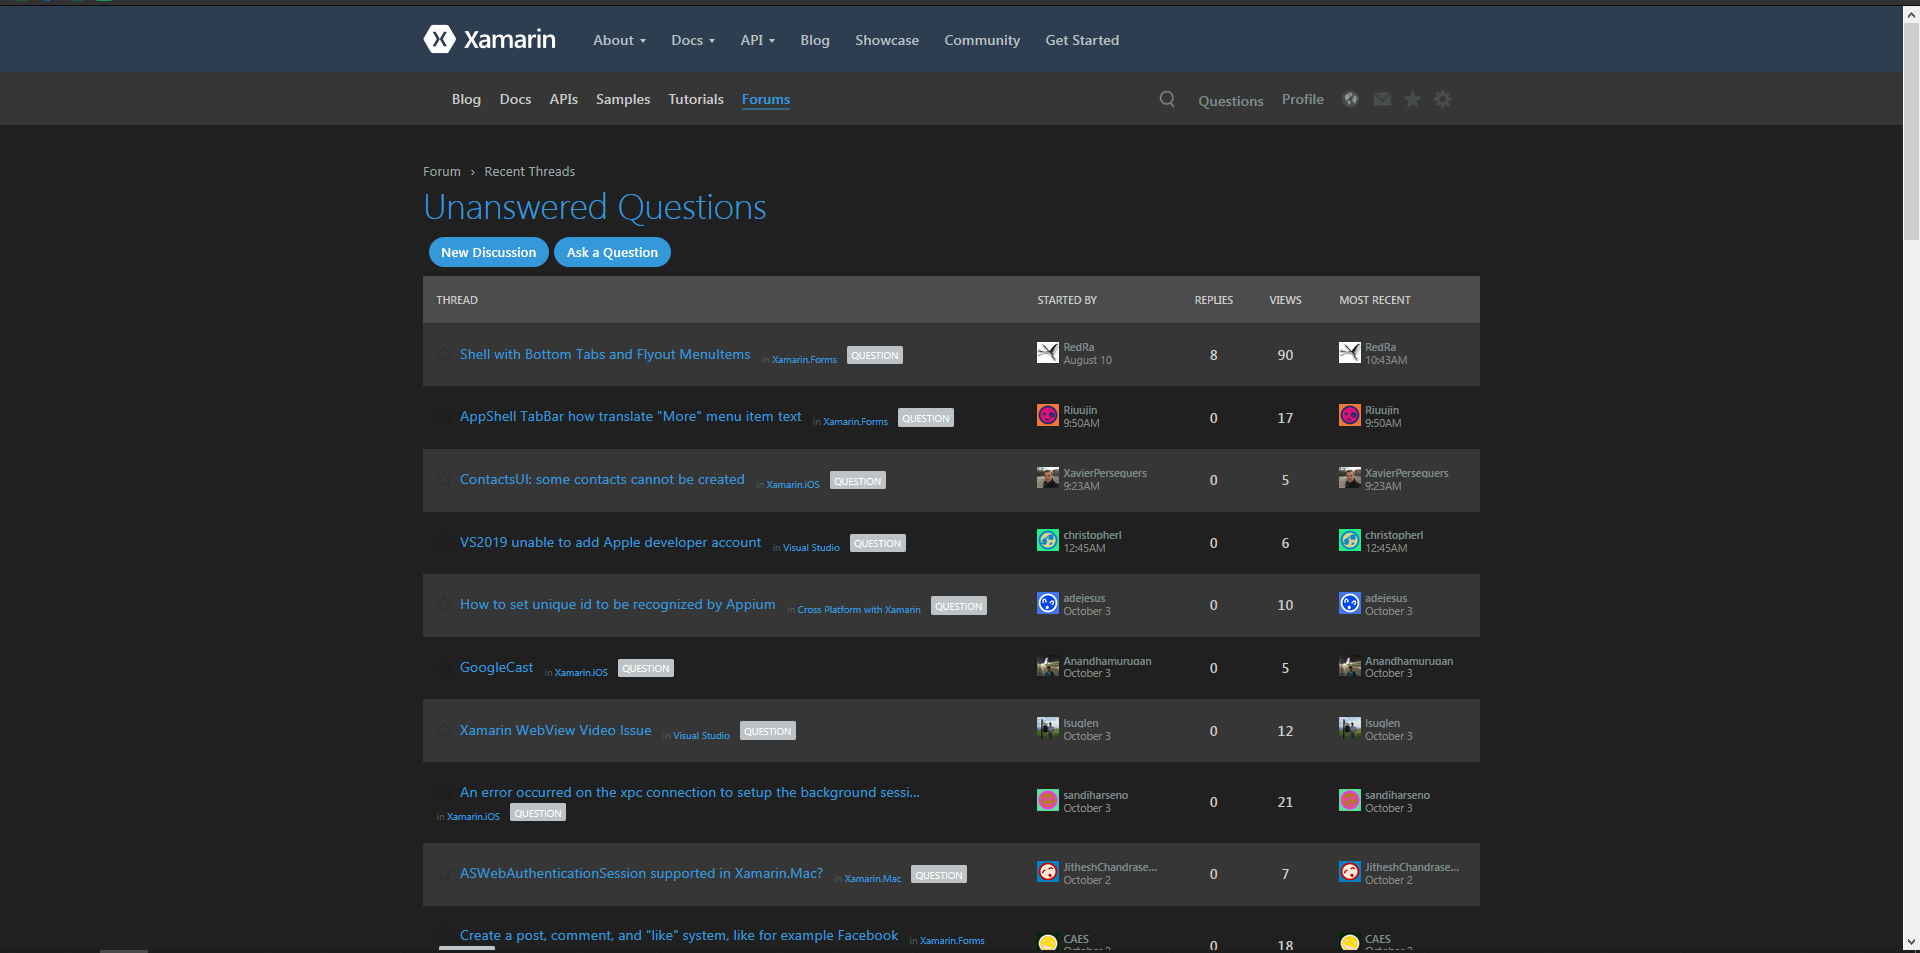 Xamarin About Docs API Blog Showcase Community Get Started
Blog Docs APIs Samples Tutorials Forums Questions Profile
Forum › Recent Threads
Unanswered Questions
New Discussion Ask a Question
THREAD STARTED BY REPLIES VIEWS MOST RECENT
Shell with Bottom Tabs and Flyout MenuItems in Xamarin.Forms QUESTION RedRa August 10 8 90 RedRa 10:43AM
AppShell TabBar how translate "More" menu item text in Xamarin.Forms QUESTION Riuujin 9:50AM 0 17 Riuujin 9:50AM
ContactsUI: some contacts cannot be created in Xamarin.iOS QUESTION XavierPersequers 9:23AM 0 5 XavierPersequers 9:23AM
VS2019 unable to add Apple developer account in Visual Studio QUESTION christopherl 12:45AM 0 6 christopherl 12:45AM
How to set unique id to be recognized by Appium in Cross Platform with Xamarin QUESTION adejesus October 3 0 10 adejesus October 3
GoogleCast in Xamarin.iOS QUESTION Anandhamurugan October 3 0 5 Anandhamurugan October 3
Xamarin WebView Video Issue in Visual Studio QUESTION October 3 0 12 October 3
An error occurred on the xpc connection to setup the background sessi... sandiharseno October 3 0 21 sandiharseno October 3
in Xamarin.iOS QUESTION
ASWebAuthenticationSession supported in Xamarin.Mac? in Xamarin.Mac QUESTION JitheshChandrase... October 2 0 7 JitheshChandrase... October 2
Create a post, comment, and "like" system, like for example Facebook in Xamarin.Forms CAES 0 18 CAES